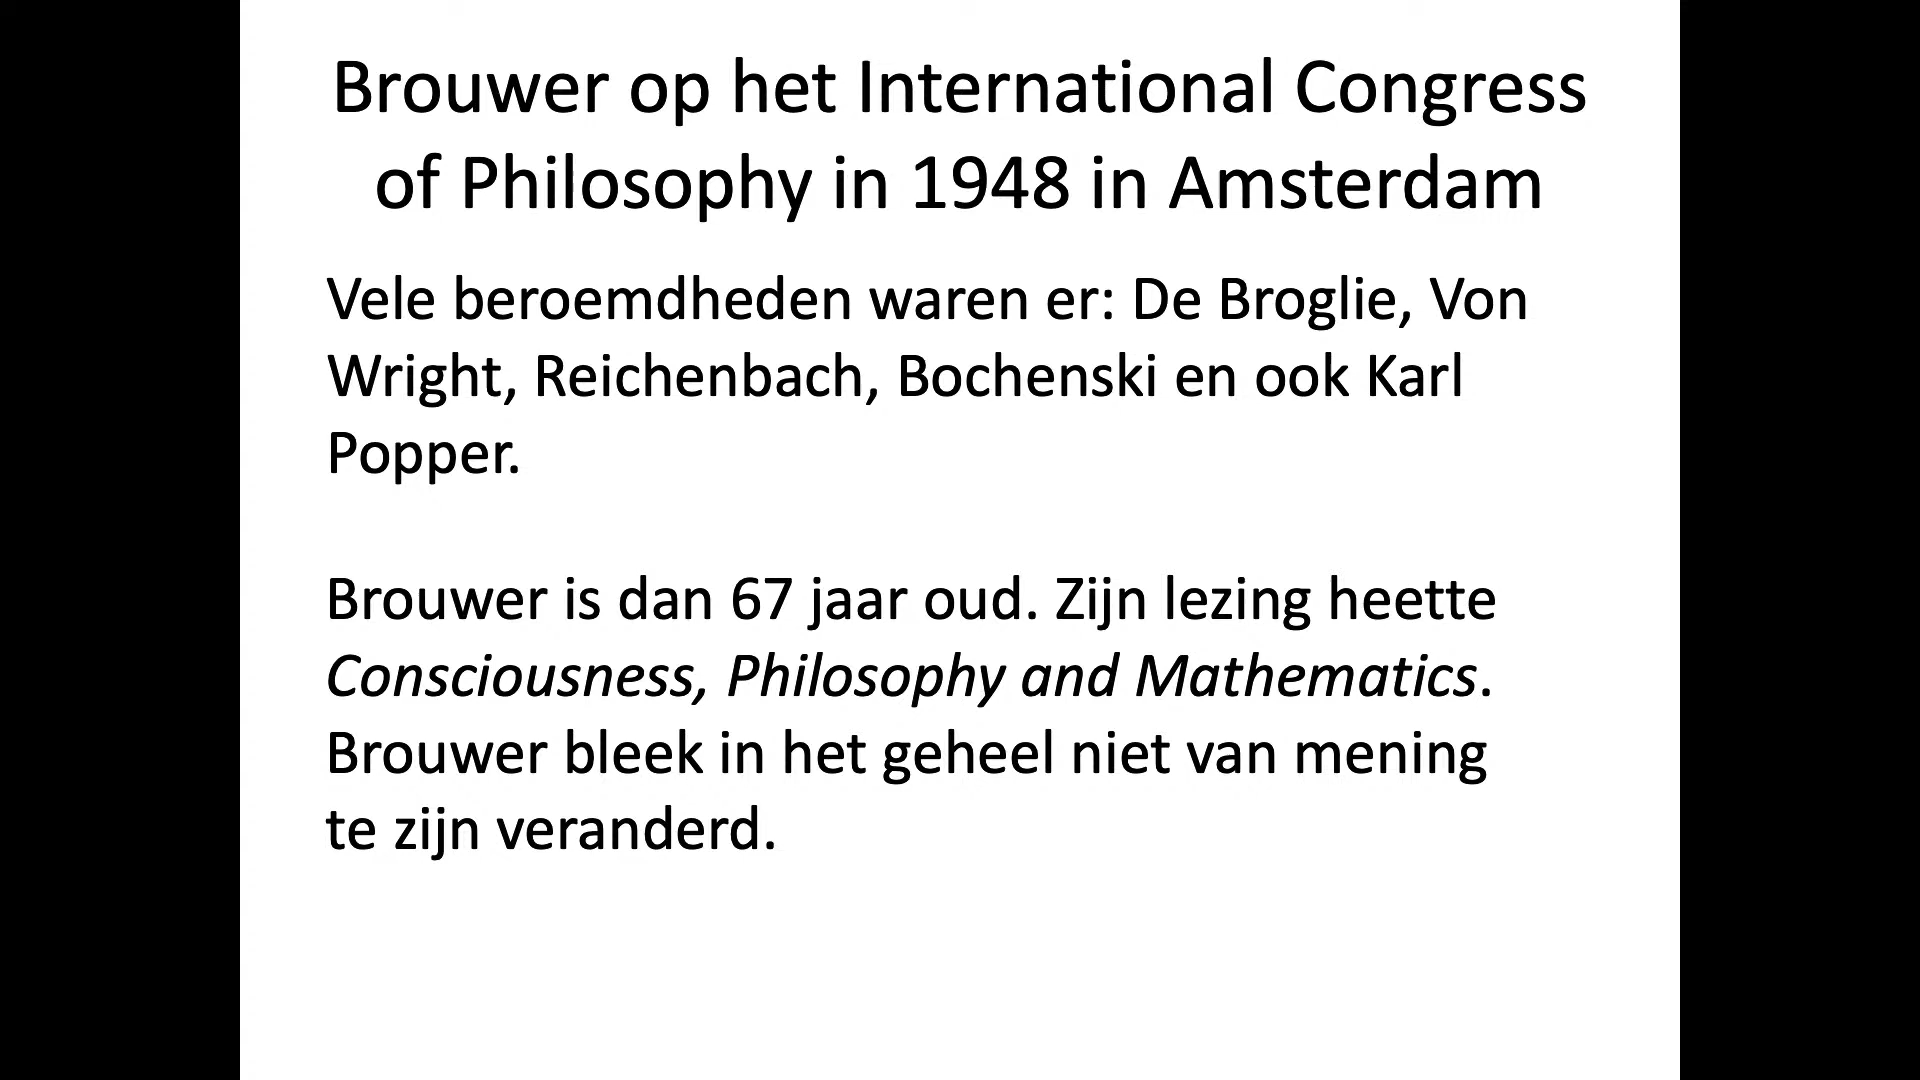 Brouwer op het International Congress
of Philosophy in 1948 in Amsterdam
Vele beroemdheden waren er: De Broglie, Von
Wright, Reichenbach, Bochenski en ook Karl
Popper.
Brouwer is dan 67 jaar oud. Zijn lezing heette
Consciousness, Philosophy and Mathematics.
Brouwer bleek in het geheel niet van mening
te zijn veranderd.